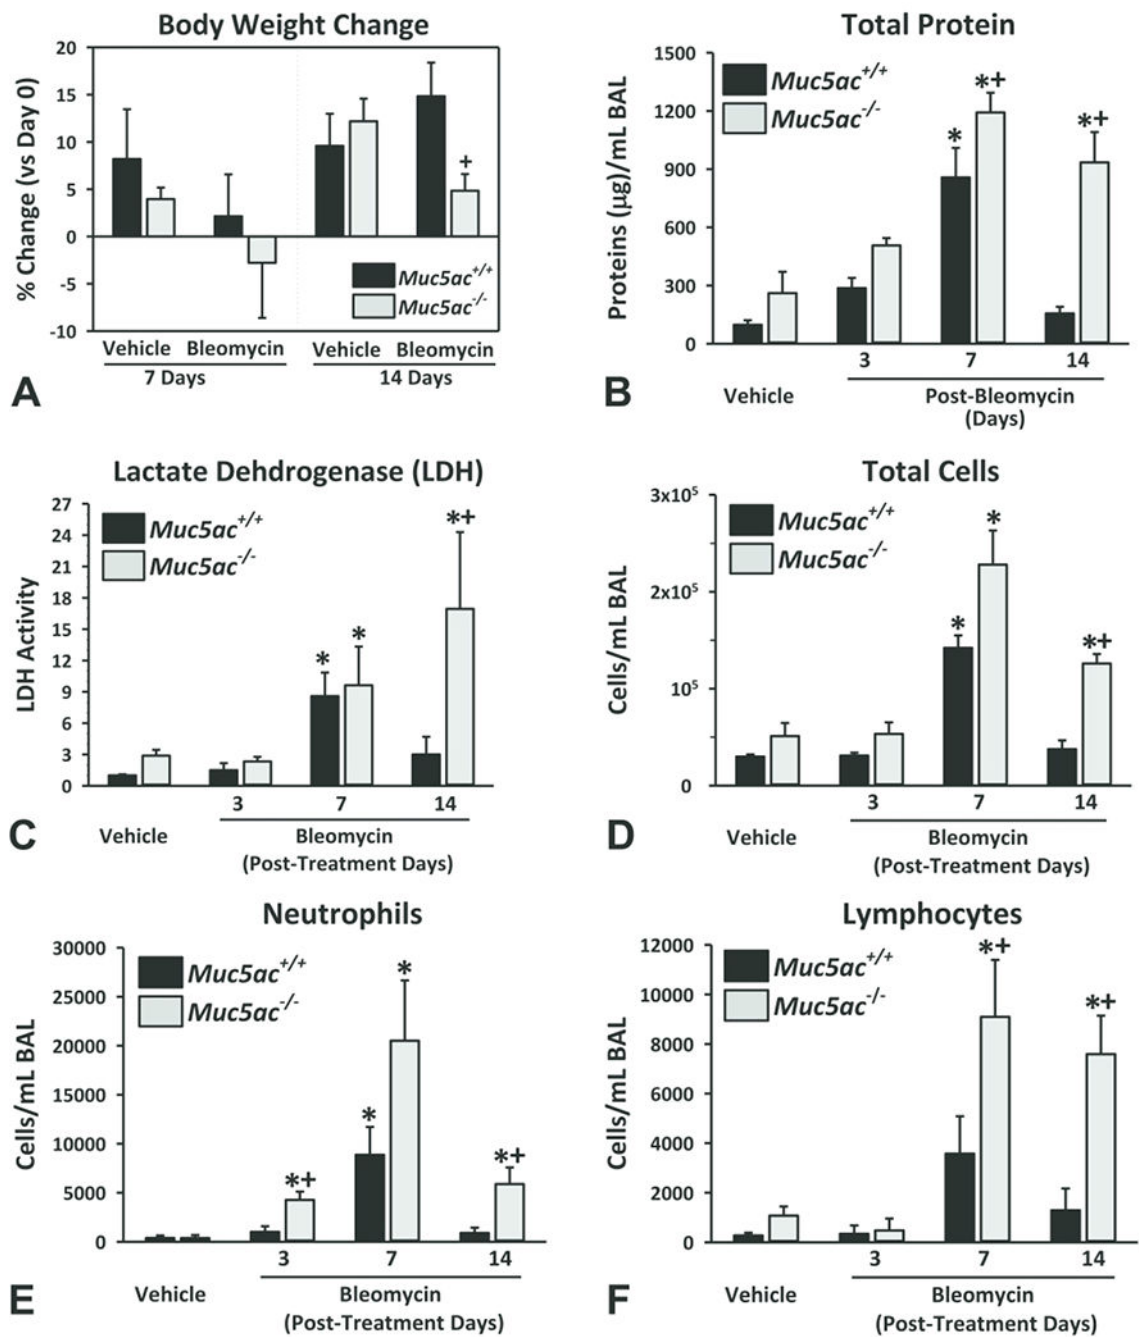 Body Weight Change
% Change (vs Day 0)
20
15
10
5
0
-5
-10
Muc5ac+/+
Muc5ac-/-
Vehicle Bleomycin Vehicle Bleomycin
7 Days 14 Days
A
Total Protein
Proteins (µg)/mL BAL
1500
1200
900
600
300
0
Muc5ac+/+
Muc5ac-/-
*
*+
*+
3 7 14
Vehicle Post-Bleomycin
(Days)
B
Lactate Dehdrogenase (LDH)
LDH Activity
27
24
21
18
15
12
9
6
3
0
Muc5ac+/+
Muc5ac-/-
*
*
*+
3 7 14
Vehicle Bleomycin
(Post-Treatment Days)
C
Total Cells
Cells/mL BAL
3x10⁵
2x10⁵
10⁵
0
Muc5ac+/+
Muc5ac-/-
*
*
*+
3 7 14
Vehicle Bleomycin
(Post-Treatment Days)
D
Neutrophils
Cells/mL BAL
30000
25000
20000
15000
10000
5000
0
Muc5ac+/+
Muc5ac-/-
*+
*
*
*+
3 7 14
Vehicle Bleomycin
(Post-Treatment Days)
E
Lymphocytes
Cells/mL BAL
12000
10000
8000
6000
4000
2000
0
Muc5ac+/+
Muc5ac-/-
*+
*+
3 7 14
Vehicle Bleomycin
(Post-Treatment Days)
F